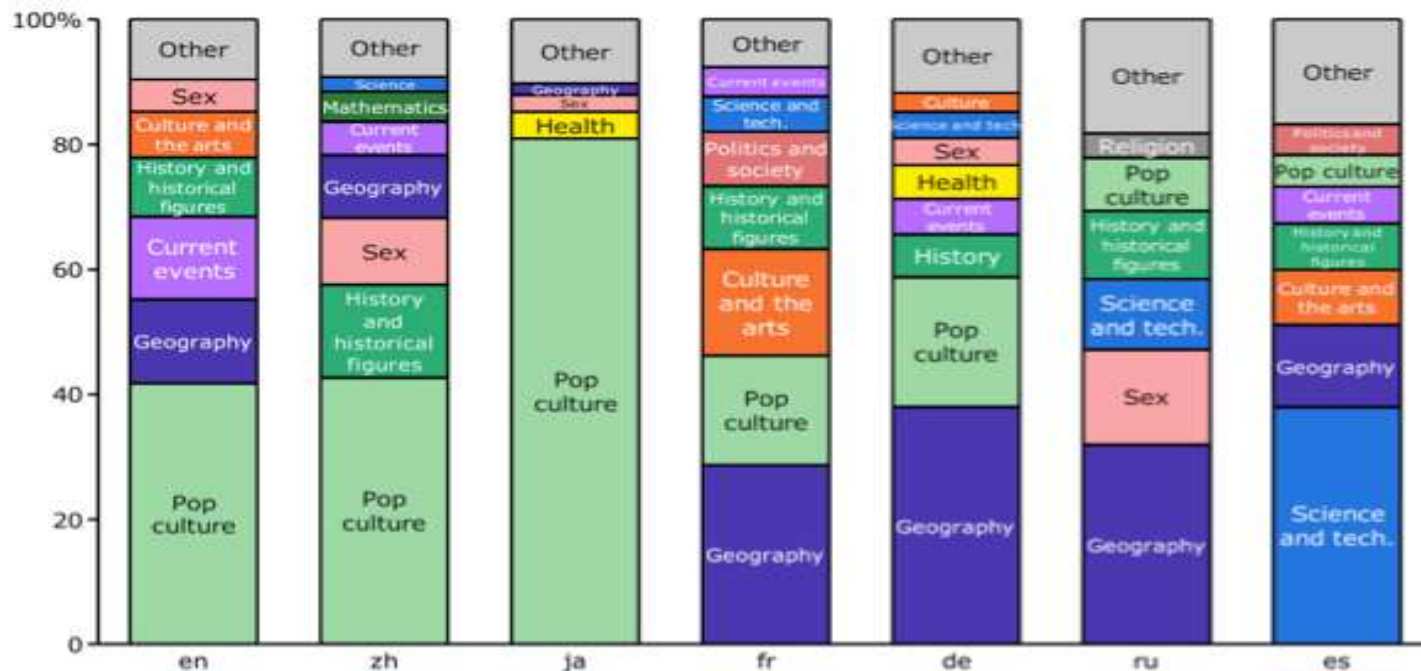 100%
80
60
40
20
0
Other
Sex
Culture and
the arts
History and
historical
figures
Current
events
Geography
Pop
culture
en
Other
Science
Mathematics
Current
events
Geography
Sex
History
and
historical
figures
Pop
culture
zh
Other
Geography
Sex
Health
Pop
culture
ja
Other
Current events
Science and
tech.
Politics and
society
History and
historical
figures
Culture
and the
arts
Pop
culture
Geography
fr
Other
Culture
Science and tech
Sex
Health
Current
events
History
Pop
culture
Geography
de
Other
Religion
Pop
culture
History and
historical
figures
Science
and tech.
Sex
Geography
ru
Other
Politics and
society
Pop culture
Current
events
History and
historical
figures
Culture and
the arts
Geography
Science
and tech.
es